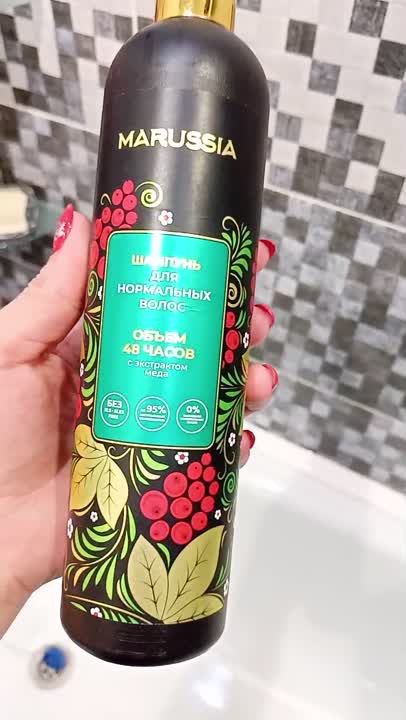 MARUSSIA
ШАМПУНЬ
ДЛЯ
НОРМАЛЬНЫХ
ВОЛОС
ОБЪЕМ
48 ЧАСОВ
с экстрактом
меда
БЕЗ
95%
0%